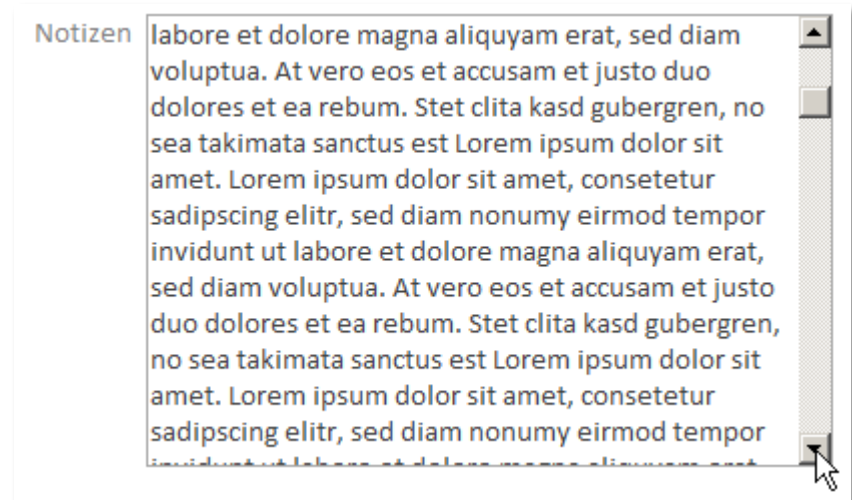 Notizen
labore et dolore magna aliquyam erat, sed diam
voluptua. At vero eos et accusam et justo duo
dolores et ea rebum. Stet clita kasd gubergren, no
sea takimata sanctus est Lorem ipsum dolor sit
amet. Lorem ipsum dolor sit amet, consetetur
sadipscing elitr, sed diam nonumy eirmod tempor
invidunt ut labore et dolore magna aliquyam erat,
sed diam voluptua. At vero eos et accusam et justo
duo dolores et ea rebum. Stet clita kasd gubergren,
no sea takimata sanctus est Lorem ipsum dolor sit
amet. Lorem ipsum dolor sit amet, consetetur
sadipscing elitr, sed diam nonumy eirmod tempor